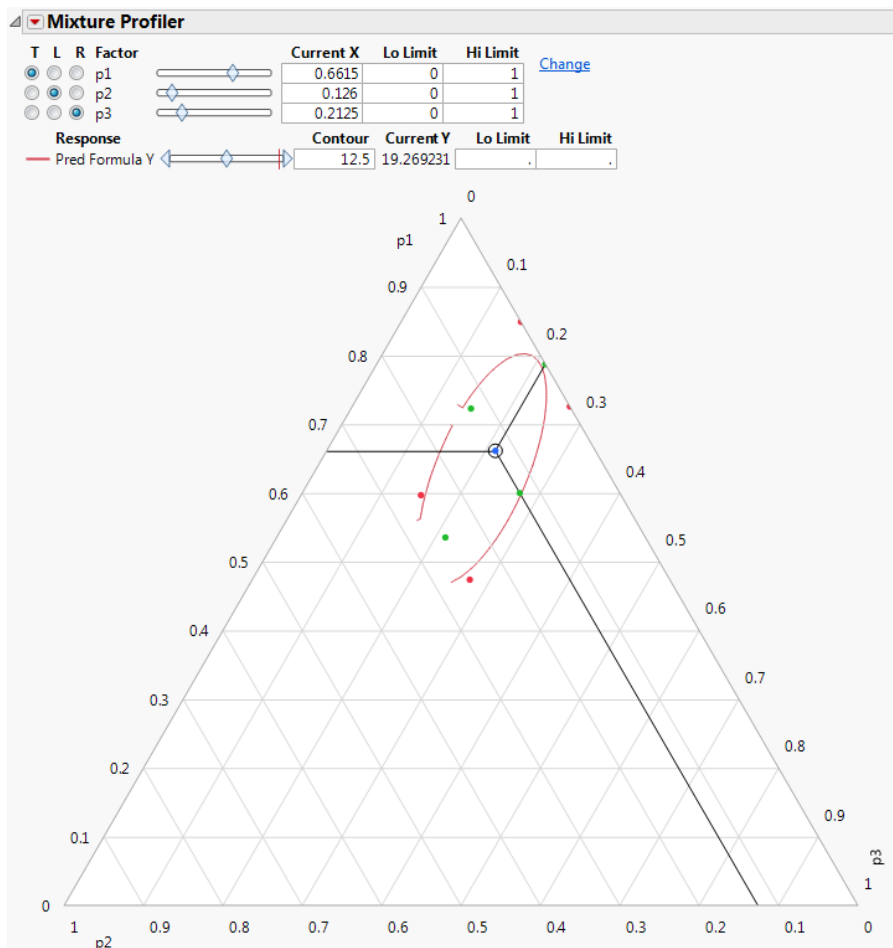 Mixture Profiler
T L R Factor Current X Lo Limit Hi Limit
p1 0.6615 0 1 Change
p2 0.126 0 1
p3 0.2125 0 1
Response Contour Current Y Lo Limit Hi Limit
Pred Formula Y 12.5 19.269231 . .
0
1
p1
0.1
0.9
0.2
0.8
0.3
0.7
0.4
0.6
0.5
0.5
0.6
0.4
0.7
0.3
0.8
0.2
0.9
0.1
p3
1
0
1 0.9 0.8 0.7 0.6 0.5 0.4 0.3 0.2 0.1 0
p2